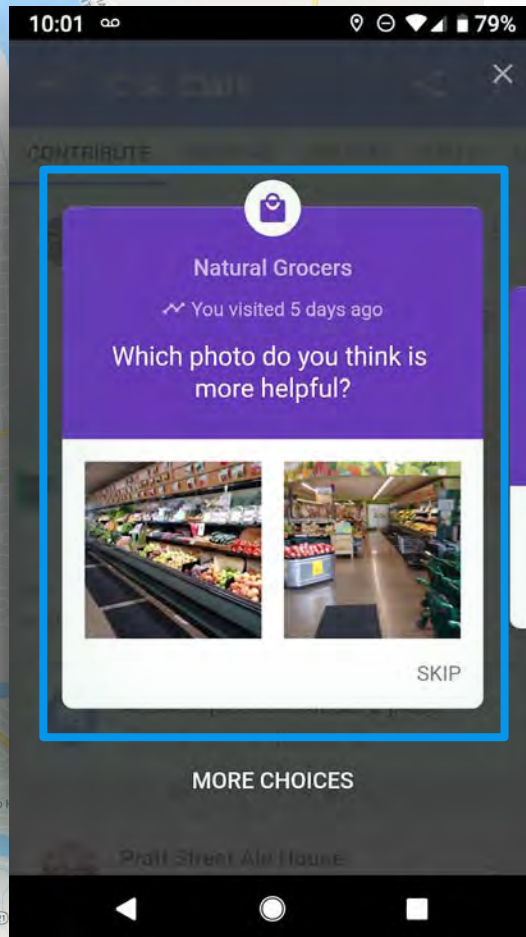 10:01
79%
CONTRIBUTE
Natural Grocers
You visited 5 days ago
Which photo do you think is
more helpful?
SKIP
MORE CHOICES
Pratt Street Ale House